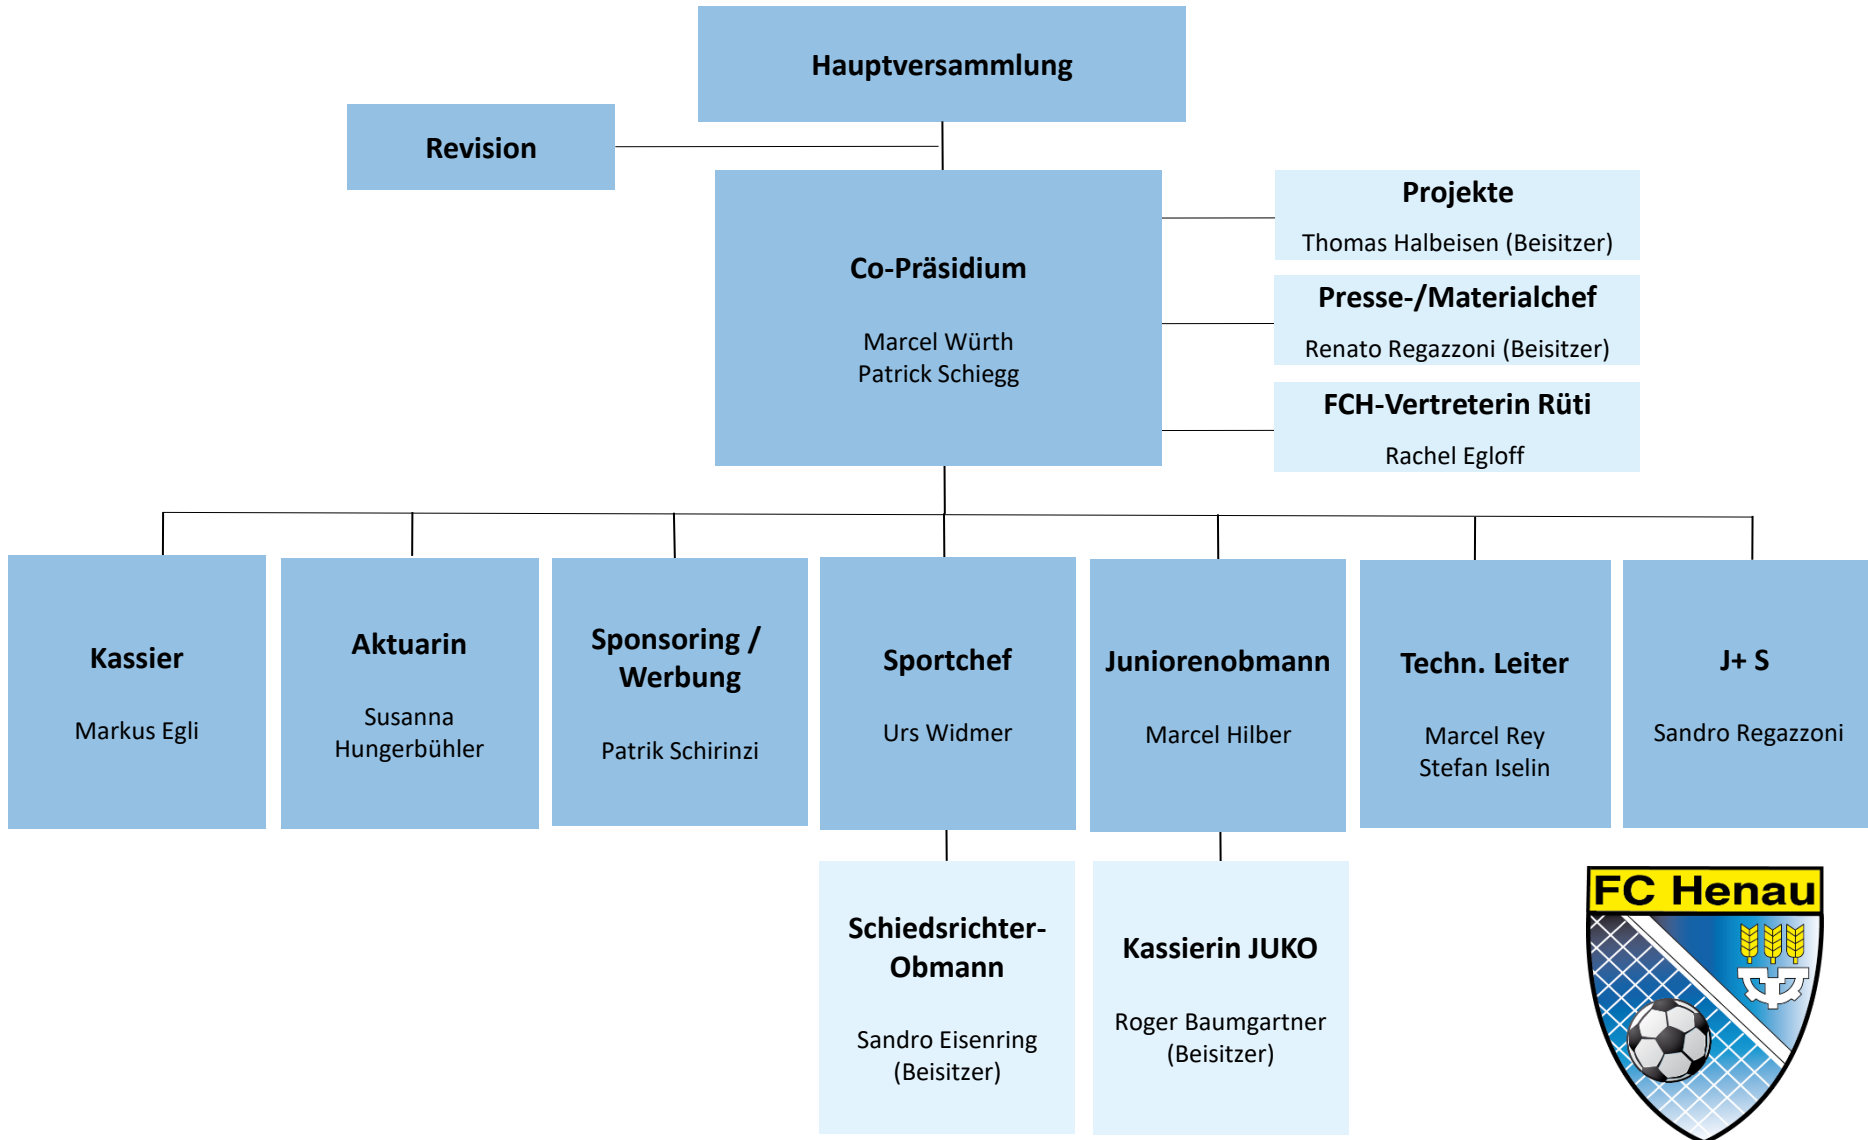 Hauptversammlung
Revision
Co-Präsidium
Marcel Würth
Patrick Schiegg
Projekte
Thomas Halbeisen (Beisitzer)
Presse-/Materialchef
Renato Regazzoni (Beisitzer)
FCH-Vertreterin Rüti
Rachel Egloff
Kassier
Markus Egli
Aktuarin
Susanna
Hungerbühler
Sponsoring /
Werbung
Patrik Schirinzi
Sportchef
Urs Widmer
Juniorenobmann
Marcel Hilber
Techn. Leiter
Marcel Rey
Stefan Iselin
J+ S
Sandro Regazzoni
Schiedsrichter-
Obmann
Sandro Eisenring
(Beisitzer)
Kassierin JUKO
Roger Baumgartner
(Beisitzer)
FC Henau